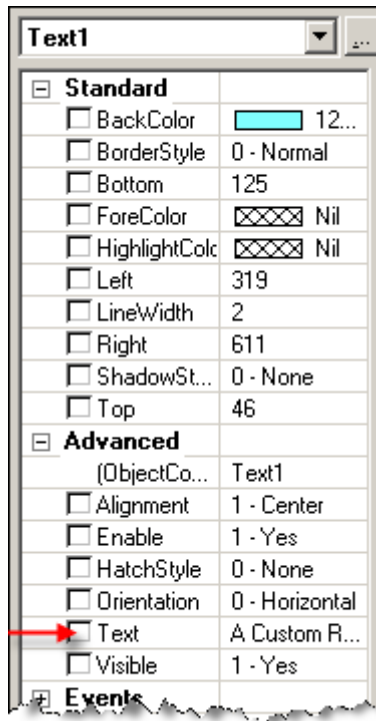 Text1 ...
Standard
BackColor 12...
BorderStyle 0 - Normal
Bottom 125
ForeColor Nil
HighlightColc Nil
Left 319
LineWidth 2
Right 611
ShadowSt... 0 - None
Top 46
Advanced
(ObjectCo... Text1
Alignment 1 - Center
Enable 1 - Yes
HatchStyle 0 - None
Orientation 0 - Horizontal
Text A Custom R...
Visible 1 - Yes
Events